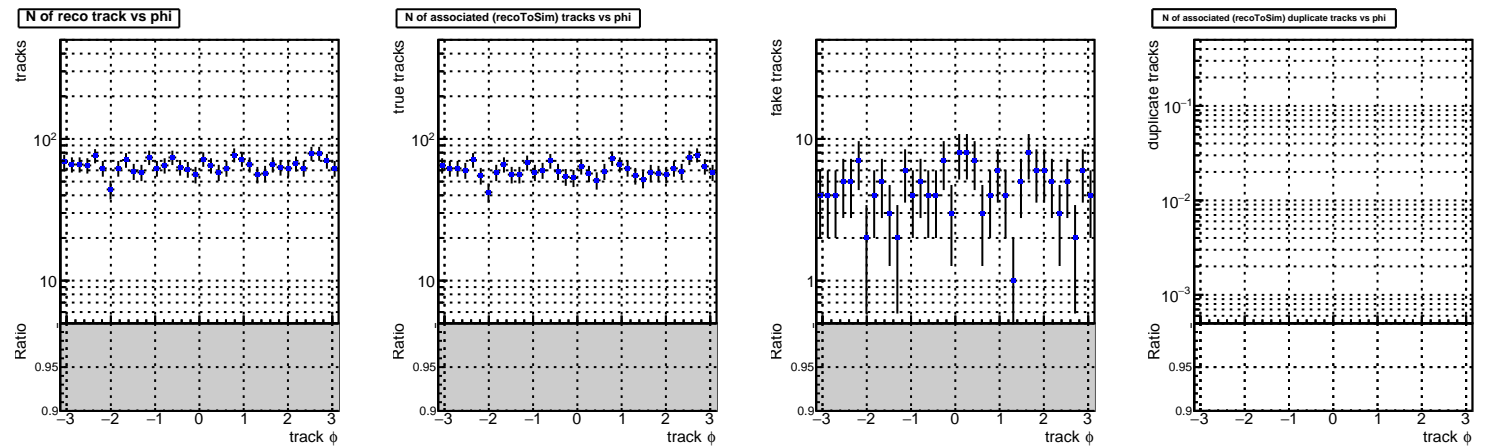 N of reco track vs phi
tracks
10²
10
Ratio
0.95
0.9
−3 −2 −1 0 1 2 3
track ϕ
N of associated (recoToSim) tracks vs phi
true tracks
10²
10
Ratio
0.95
0.9
−3 −2 −1 0 1 2 3
track ϕ
fake tracks
10
1
Ratio
0.95
0.9
−3 −2 −1 0 1 2 3
track ϕ
N of associated (recoToSim) duplicate tracks vs phi
duplicate tracks
10⁻¹
10⁻²
10⁻³
Ratio
0.95
0.9
−3 −2 −1 0 1 2 3
track ϕ